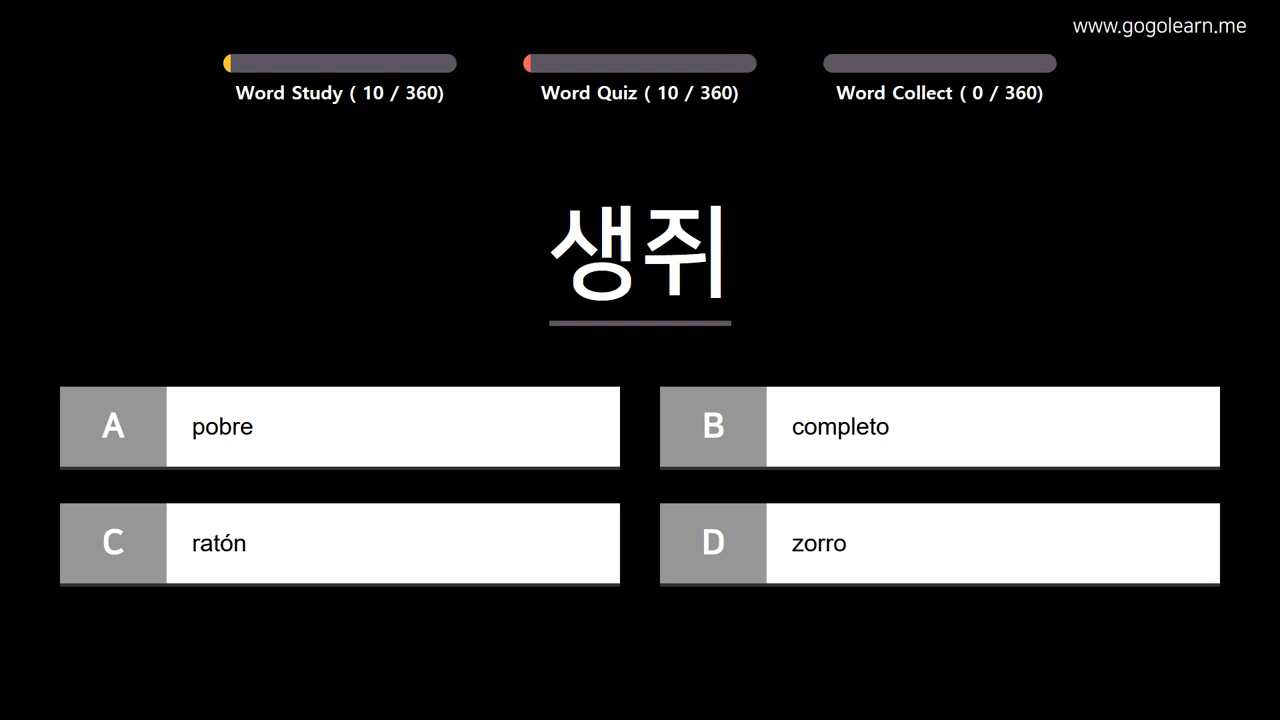 www.gogolearn.me
Word Study ( 10 / 360)
Word Quiz ( 10 / 360)
Word Collect ( 0 / 360)
생쥐
A pobre
B completo
C ratón
D zorro